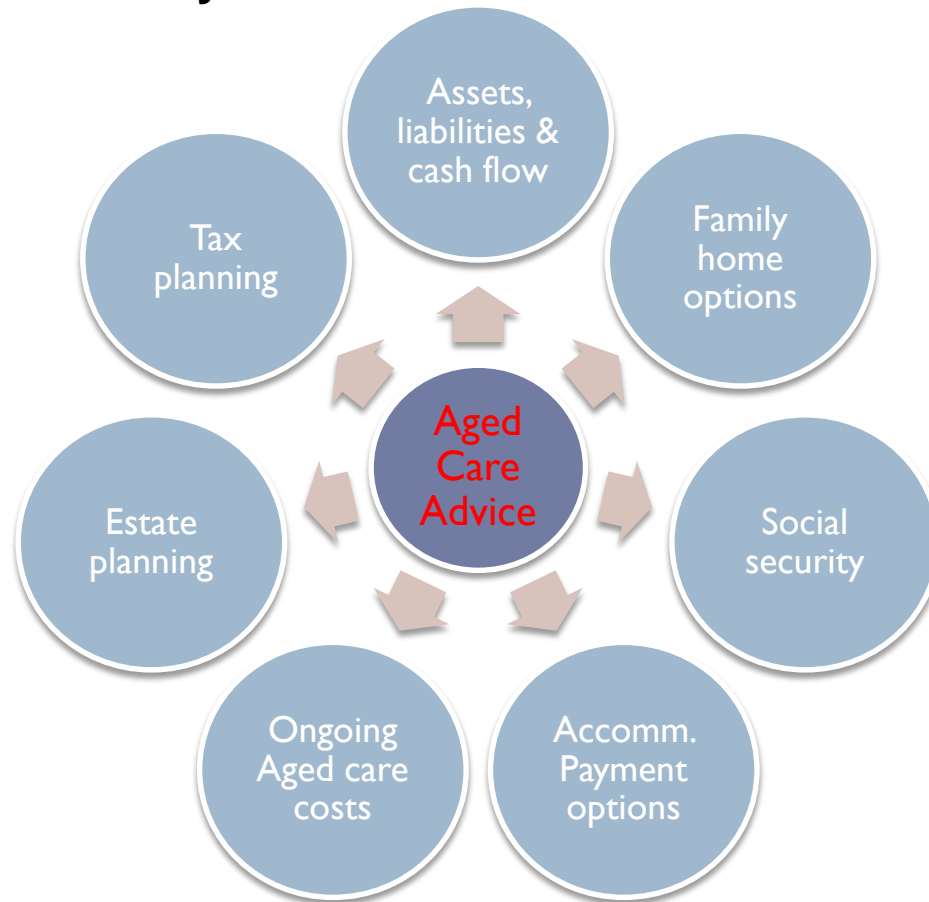 Assets,
liabilities &
cash flow
Family
home
options
Social
security
Accomm.
Payment
options
Ongoing
Aged care
costs
Estate
planning
Tax
planning
Aged
Care
Advice